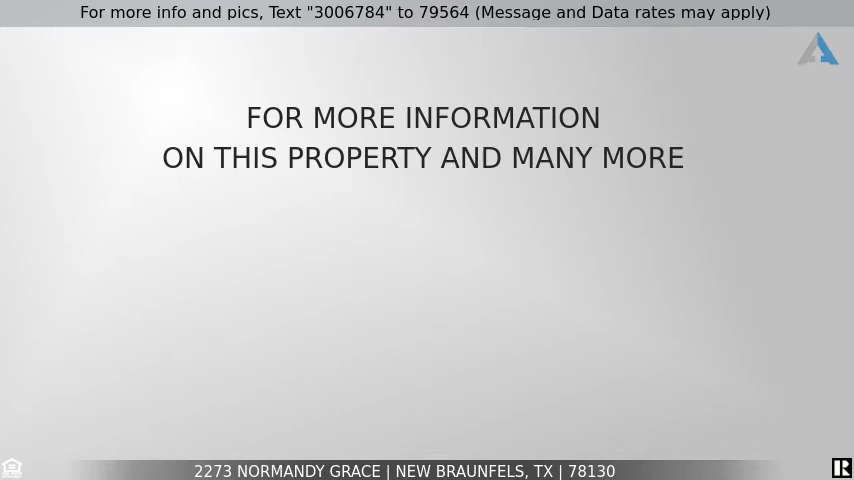 For more info and pics, Text "3006784" to 79564 (Message and Data rates may apply)
FOR MORE INFORMATION
ON THIS PROPERTY AND MANY MORE
2273 NORMANDY GRACE | NEW BRAUNFELS, TX | 78130